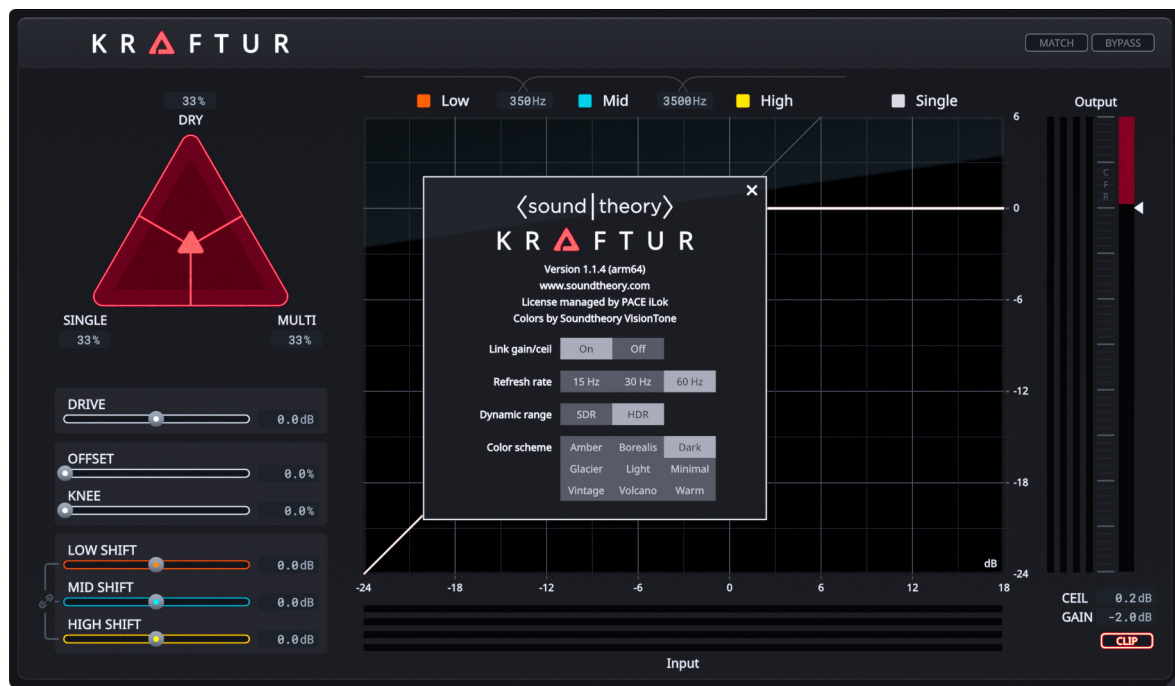 KRAFTUR
MATCH BYPASS
33%
DRY
SINGLE MULTI
33% 33%
DRIVE
0.0dB
OFFSET
0.0%
KNEE
0.0%
LOW SHIFT
0.0dB
MID SHIFT
0.0dB
HIGH SHIFT
0.0dB
Low 350Hz Mid 3500Hz High Single
sound|theory
KRAFTUR
Version 1.1.4 (arm64)
www.soundtheory.com
License managed by PACE iLok
Colors by Soundtheory VisionTone
Link gain/ceil On Off
Refresh rate 15 Hz 30 Hz 60 Hz
Dynamic range SDR HDR
Color scheme Amber Borealis Dark
Glacier Light Minimal
Vintage Volcano Warm
6
0
-6
-12
-18
dB
-24
-24 -18 -12 -6 0 6 12 18
Input
Output
C
F
R
CEIL 0.2dB
GAIN -2.0dB
CLIP